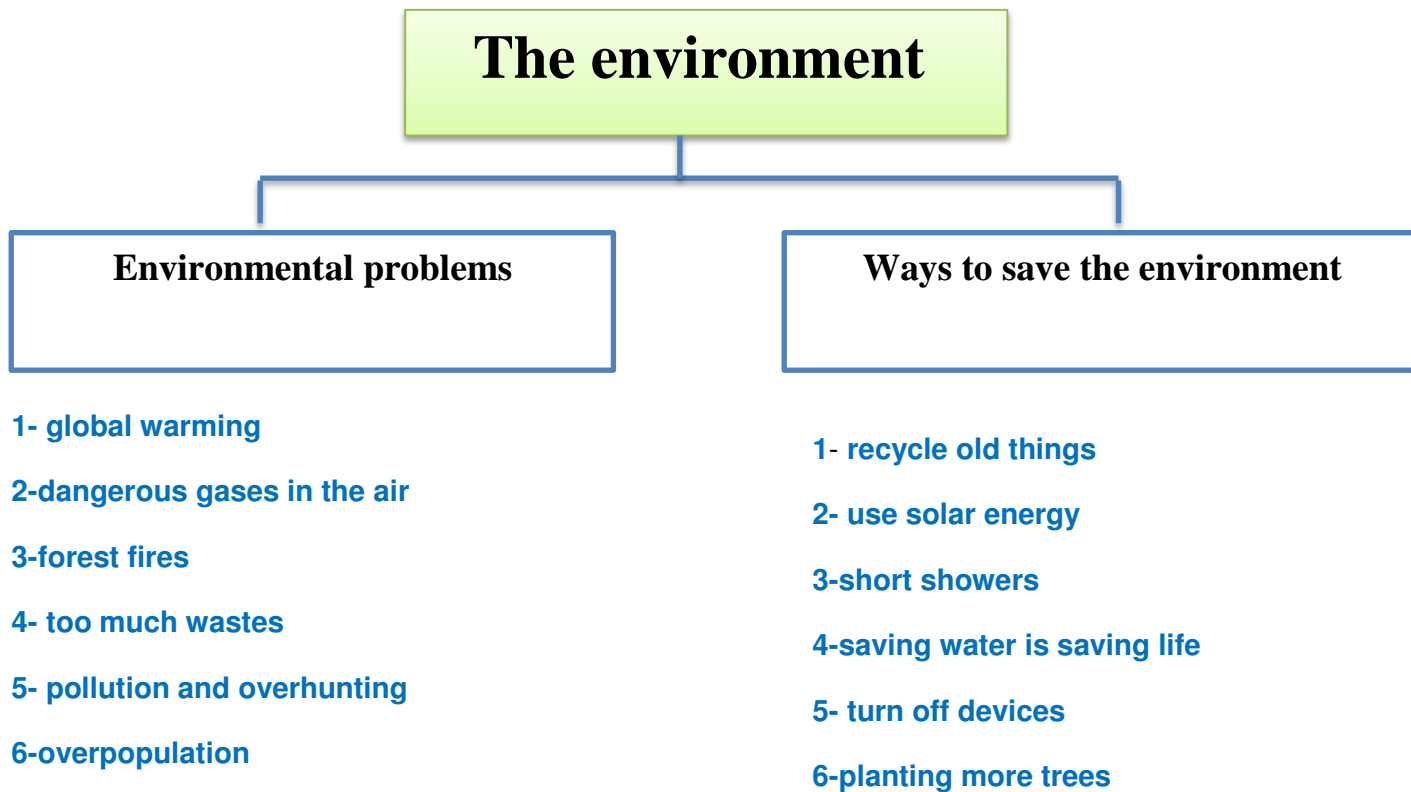 The environment
Environmental problems
1- global warming
2-dangerous gases in the air
3-forest fires
4- too much wastes
5- pollution and overhunting
6-overpopulation
Ways to save the environment
1- recycle old things
2- use solar energy
3-short showers
4-saving water is saving life
5- turn off devices
6-planting more trees